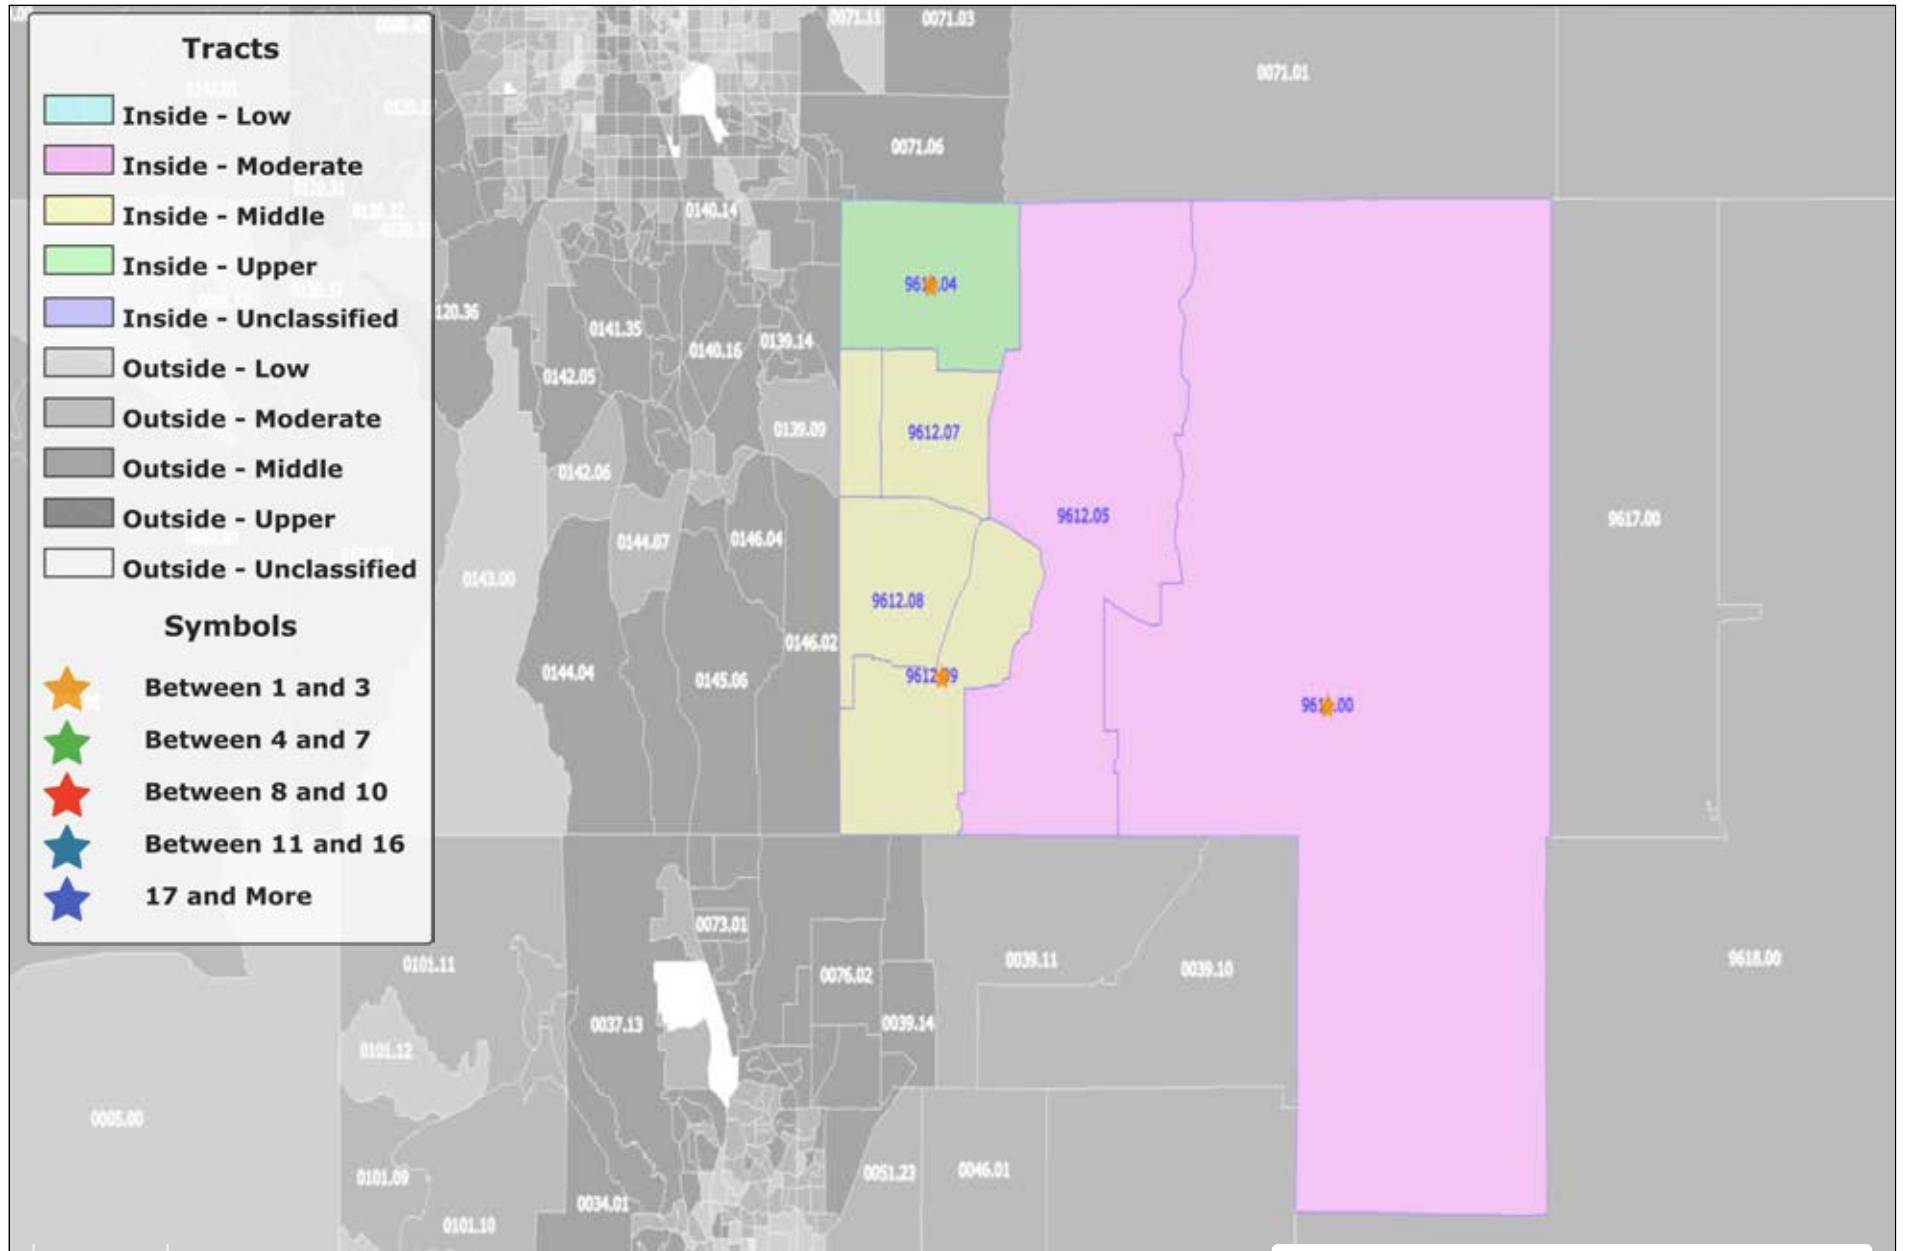 Tracts
Inside - Low
Inside - Moderate
Inside - Middle
Inside - Upper
Inside - Unclassified
Outside - Low
Outside - Moderate
Outside - Middle
Outside - Upper
Outside - Unclassified
Symbols
Between 1 and 3
Between 4 and 7
Between 8 and 10
Between 11 and 16
17 and More
0071.11
0071.03
0071.01
0071.06
0140.14
120.36
0141.35
0140.16
0139.14
0142.05
0139.09
9612.07
0142.06
9612.05
9617.00
0144.07
0146.04
0143.00
9612.08
0146.02
0144.04
0145.06
0073.01
0101.11
0076.02
0039.11
0039.10
9618.00
0037.13
0039.14
0101.12
0065.00
0101.09
0051.23
0046.01
0034.01
0101.10